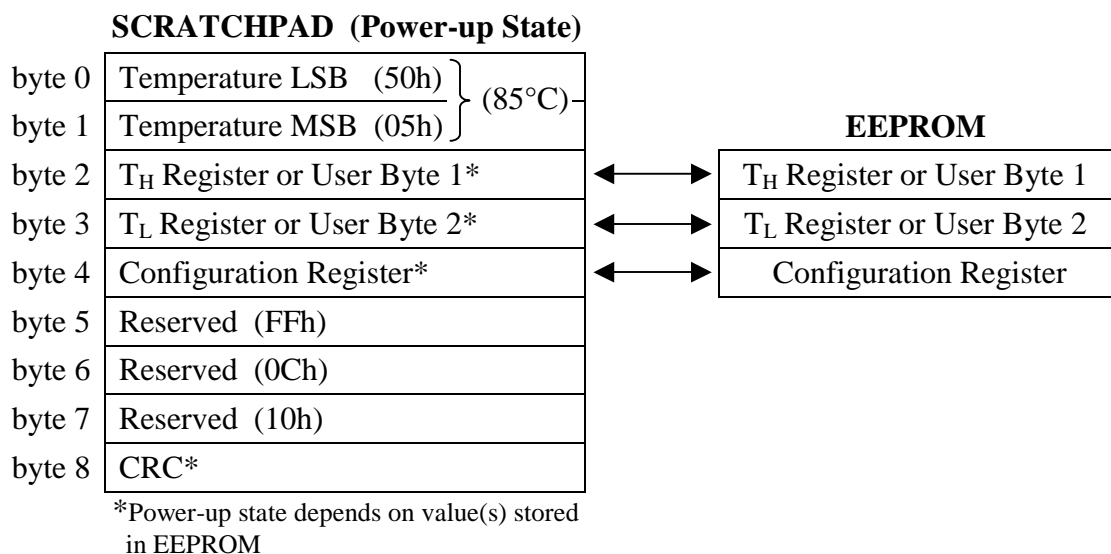 SCRATCHPAD (Power-up State)
byte 0 Temperature LSB (50h)
(85°C)
byte 1 Temperature MSB (05h)
EEPROM
byte 2 TH Register or User Byte 1* TH Register or User Byte 1
byte 3 TL Register or User Byte 2* TL Register or User Byte 2
byte 4 Configuration Register* Configuration Register
byte 5 Reserved (FFh)
byte 6 Reserved (0Ch)
byte 7 Reserved (10h)
byte 8 CRC*
*Power-up state depends on value(s) stored
in EEPROM